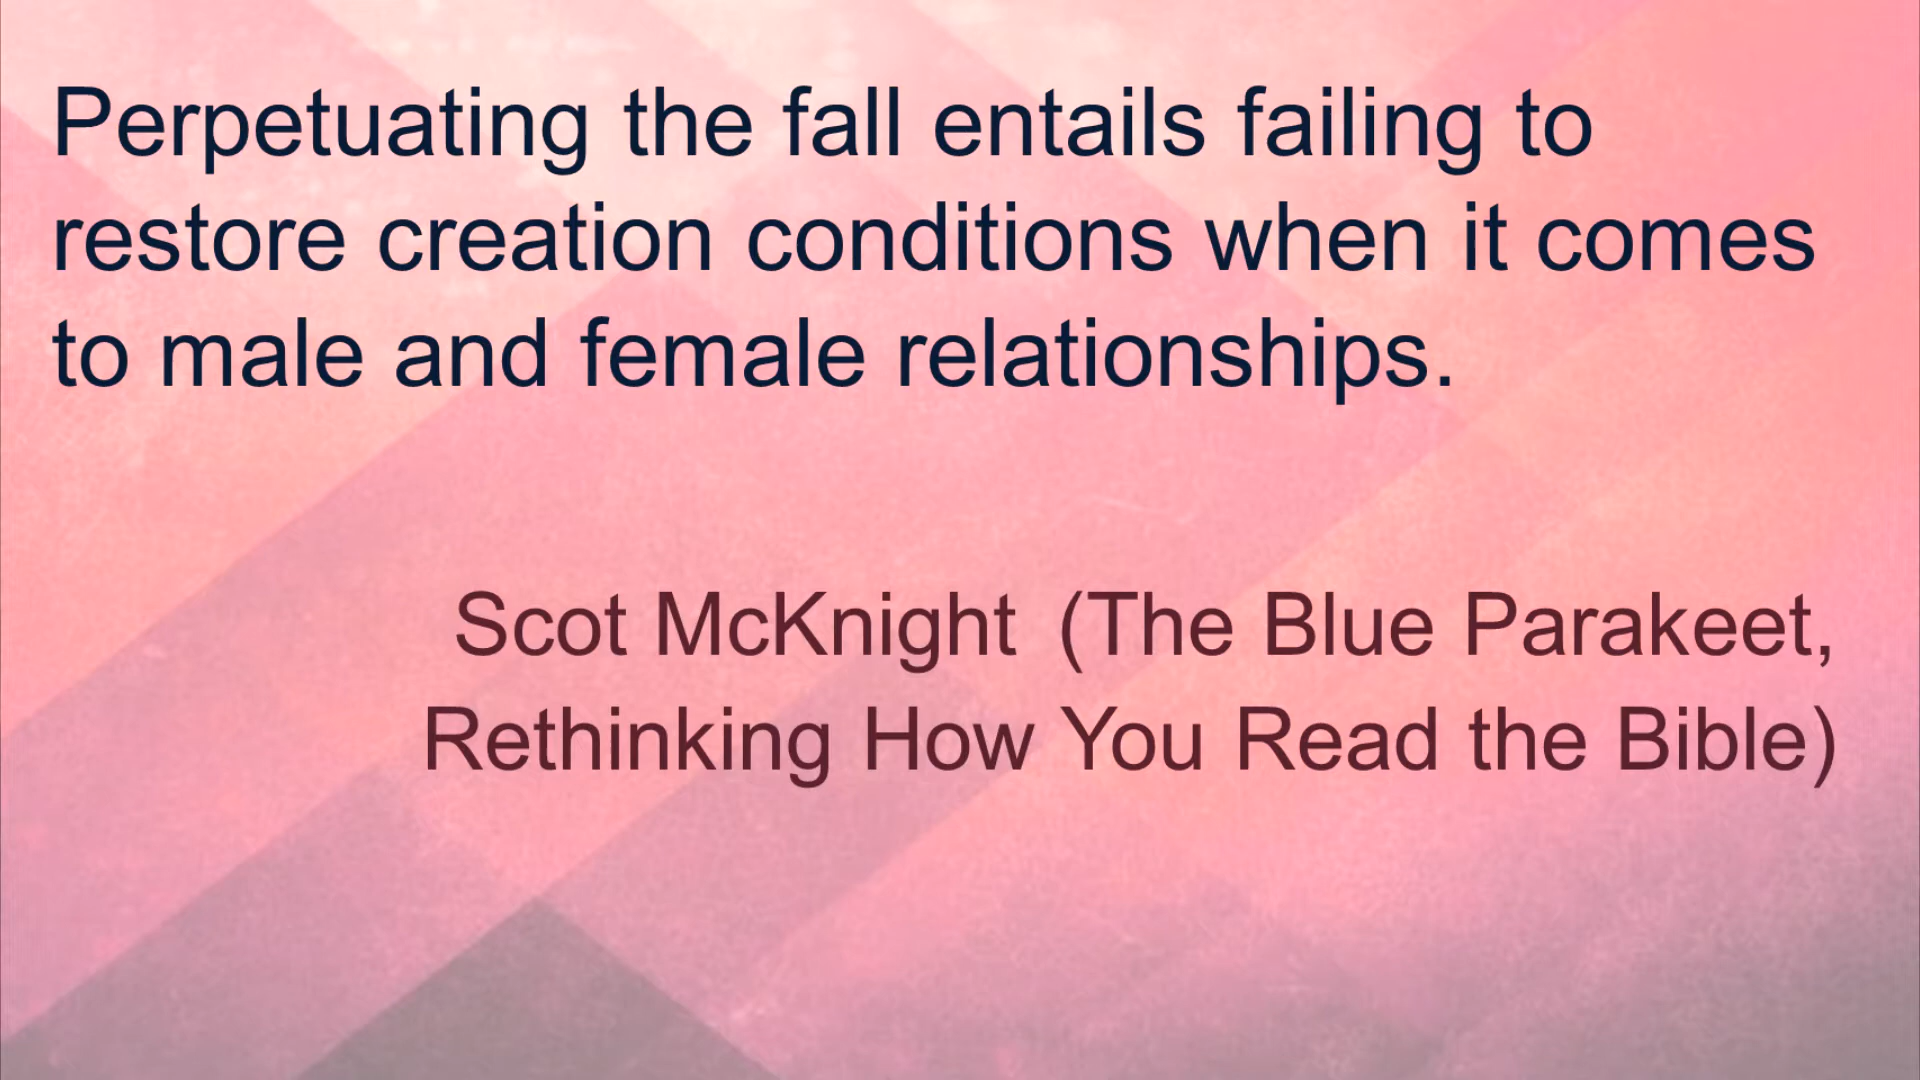 Perpetuating the fall entails failing to
restore creation conditions when it comes
to male and female relationships.
Scot McKnight (The Blue Parakeet,
Rethinking How You Read the Bible)